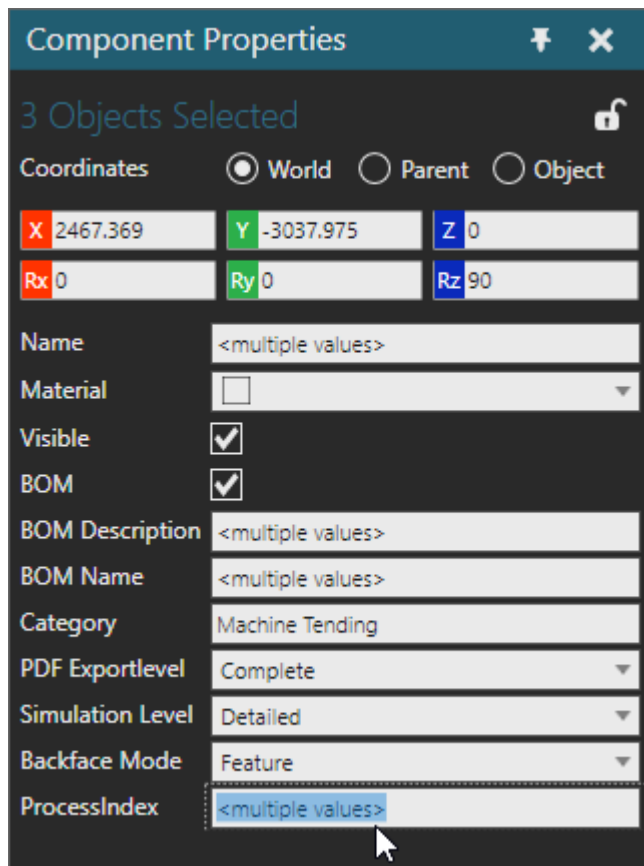 Component Properties
3 Objects Selected
Coordinates World Parent Object
X 2467.369 Y -3037.975 Z 0
Rx 0 Ry 0 Rz 90
Name <multiple values>
Material
Visible
BOM
BOM Description <multiple values>
BOM Name <multiple values>
Category Machine Tending
PDF Exportlevel Complete
Simulation Level Detailed
Backface Mode Feature
ProcessIndex <multiple values>